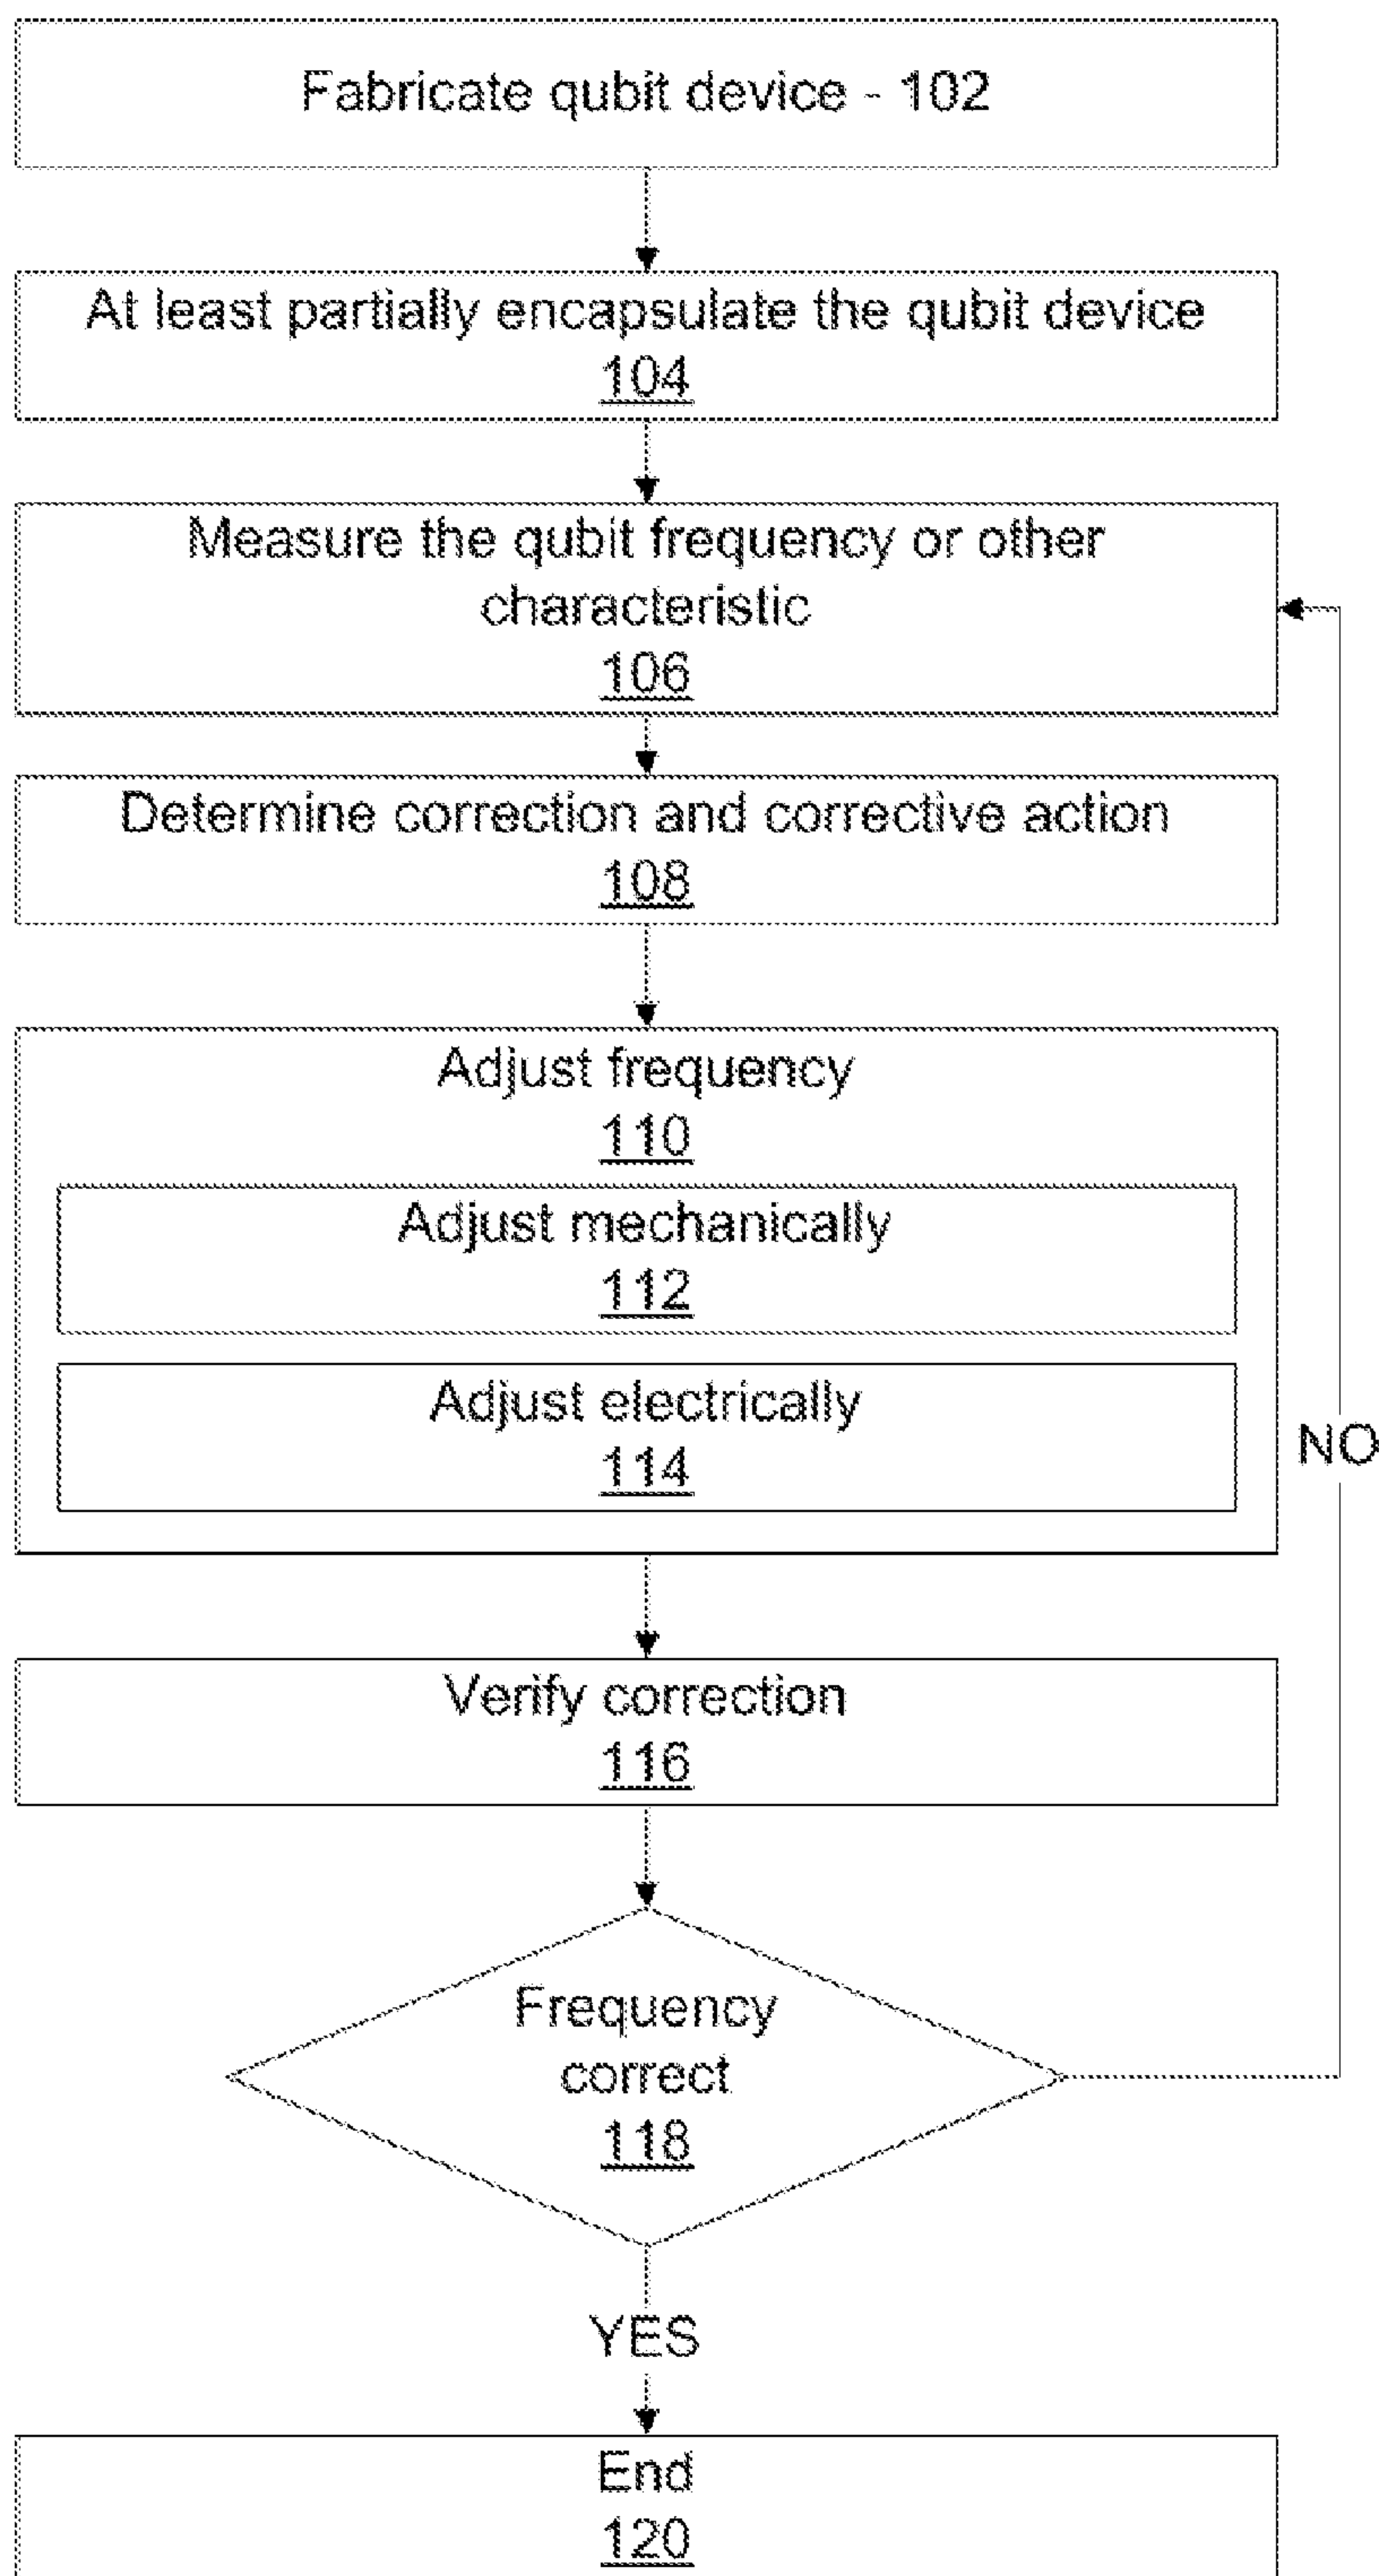 Fabricate qubit device - 102
At least partially encapsulate the qubit device
104
Measure the qubit frequency or other
characteristic
106
Determine correction and corrective action
108
Adjust frequency
110
Adjust mechanically
112
Adjust electrically
114
NO
Verify correction
116
Frequency
correct
118
YES
End
120